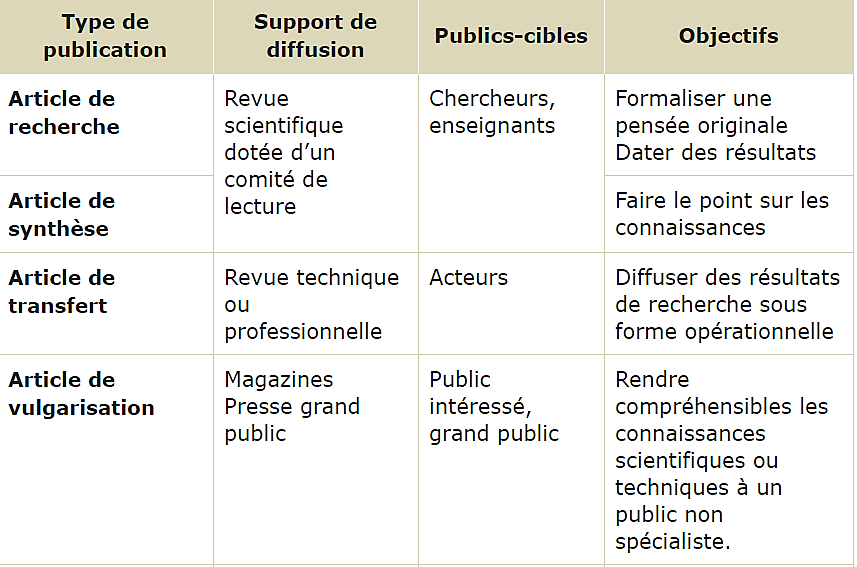 Type de
publication
Support de
diffusion
Publics-cibles
Objectifs
Article de
recherche
Revue
scientifique
dotée d’un
comité de
lecture
Chercheurs,
enseignants
Formaliser une
pensée originale
Dater des résultats
Article de
synthèse
Faire le point sur les
connaissances
Article de
transfert
Revue technique
ou
professionnelle
Acteurs
Diffuser des résultats
de recherche sous
forme opérationnelle
Article de
vulgarisation
Magazines
Presse grand
public
Public
intéressé,
grand public
Rendre
compréhensibles les
connaissances
scientifiques ou
techniques à un
public non
spécialiste.